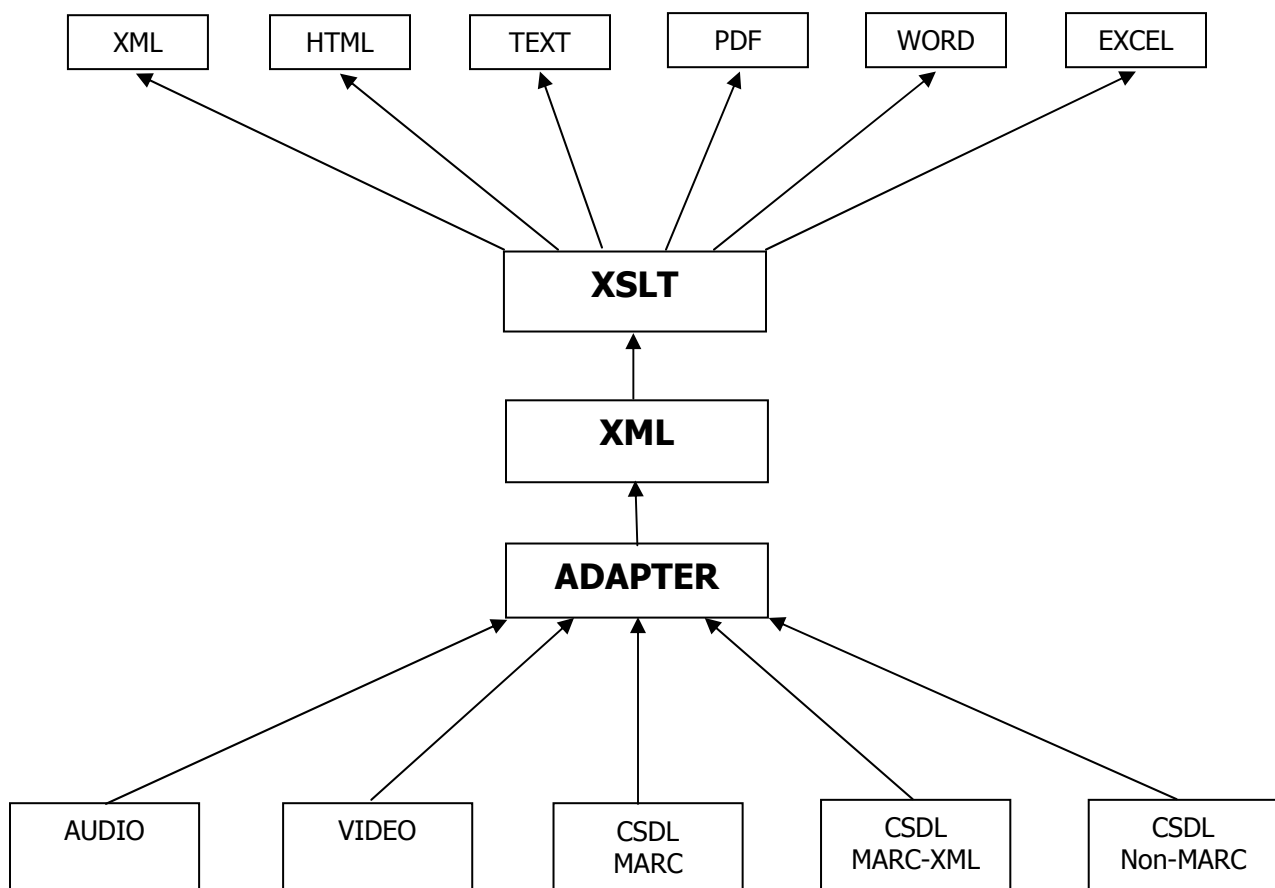 XML
HTML
TEXT
PDF
WORD
EXCEL
XSLT
XML
ADAPTER
AUDIO
VIDEO
CSDL
MARC
CSDL
MARC-XML
CSDL
Non-MARC